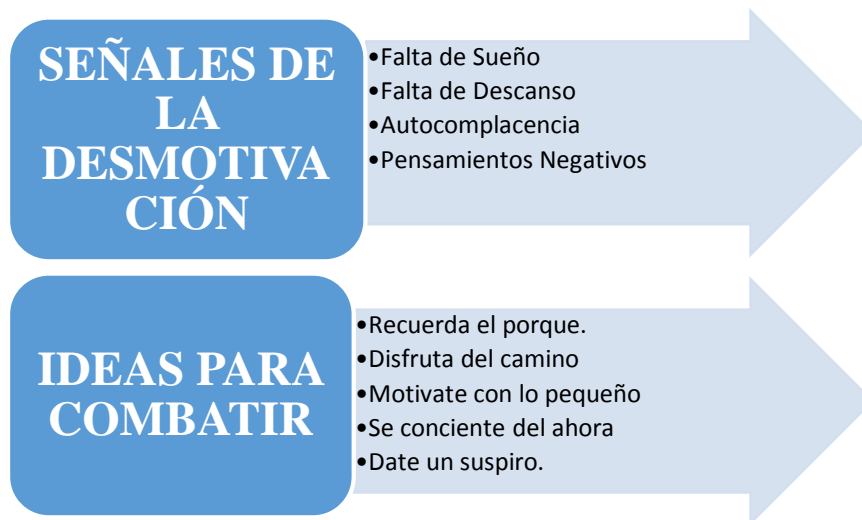 SEÑALES DE
LA
DESMOTIVA
CIÓN
•Falta de Sueño
•Falta de Descanso
•Autocomplacencia
•Pensamientos Negativos
IDEAS PARA
COMBATIR
•Recuerda el porque.
•Disfruta del camino
•Motivate con lo pequeño
•Se conciente del ahora
•Date un suspiro.